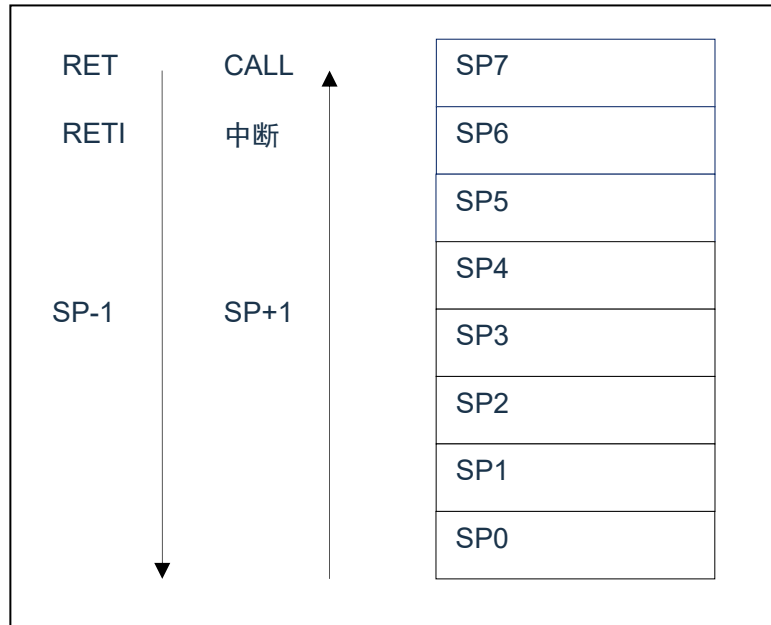 RET CALL SP7
RETI 中断 SP6
SP5
SP4
SP-1 SP+1
SP3
SP2
SP1
SP0